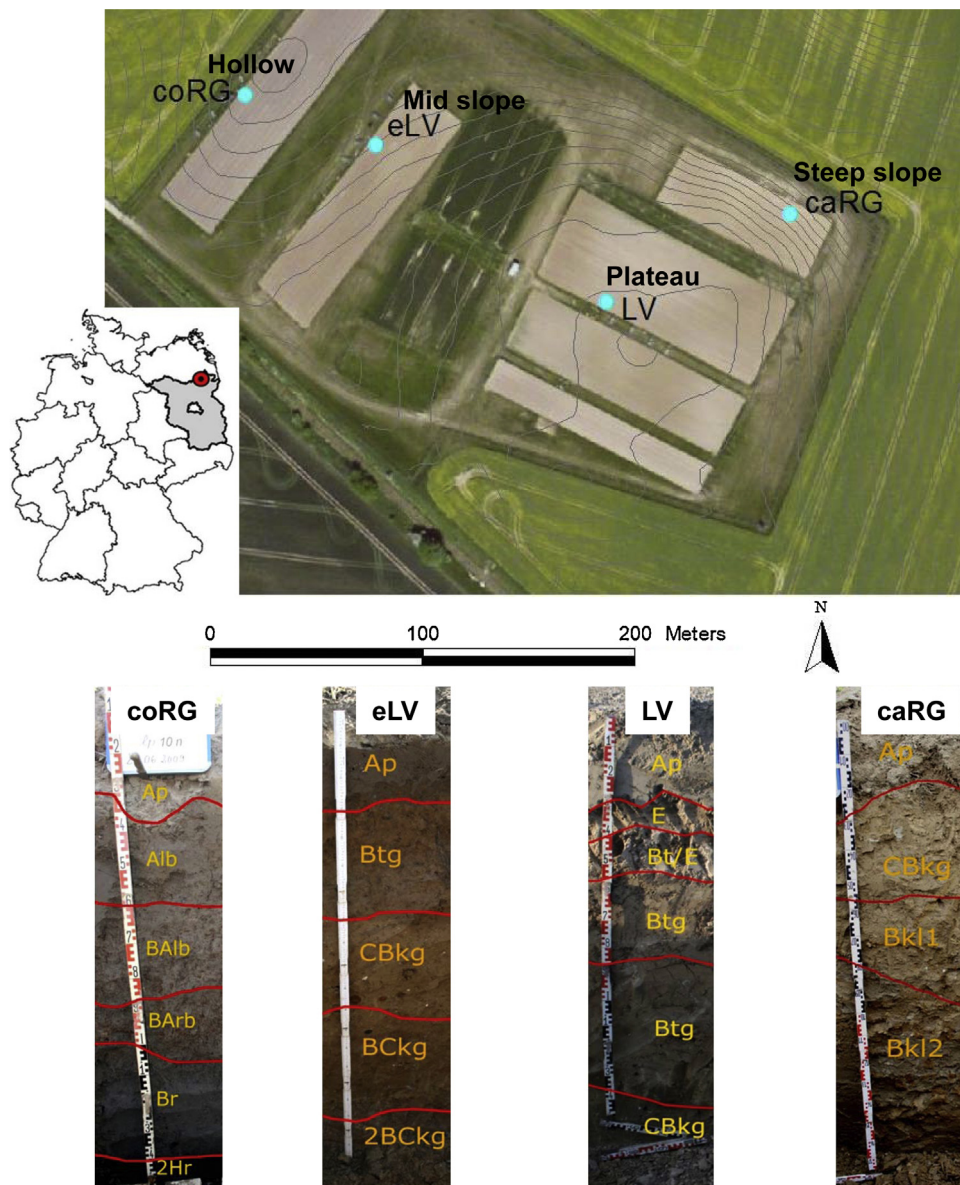 Hollow
coRG
Mid slope
eLV
Steep slope
caRG
Plateau
LV
0 100 200 Meters
N
coRG
eLV
LV
caRG
Ap
Alb
BAlb
BArb
Br
2Hr
Ap
Btg
CBkg
BCkg
2BCkg
Ap
E
Bt/E
Btg
Btg
CBkg
Ap
CBkg
Bkl1
Bkl2